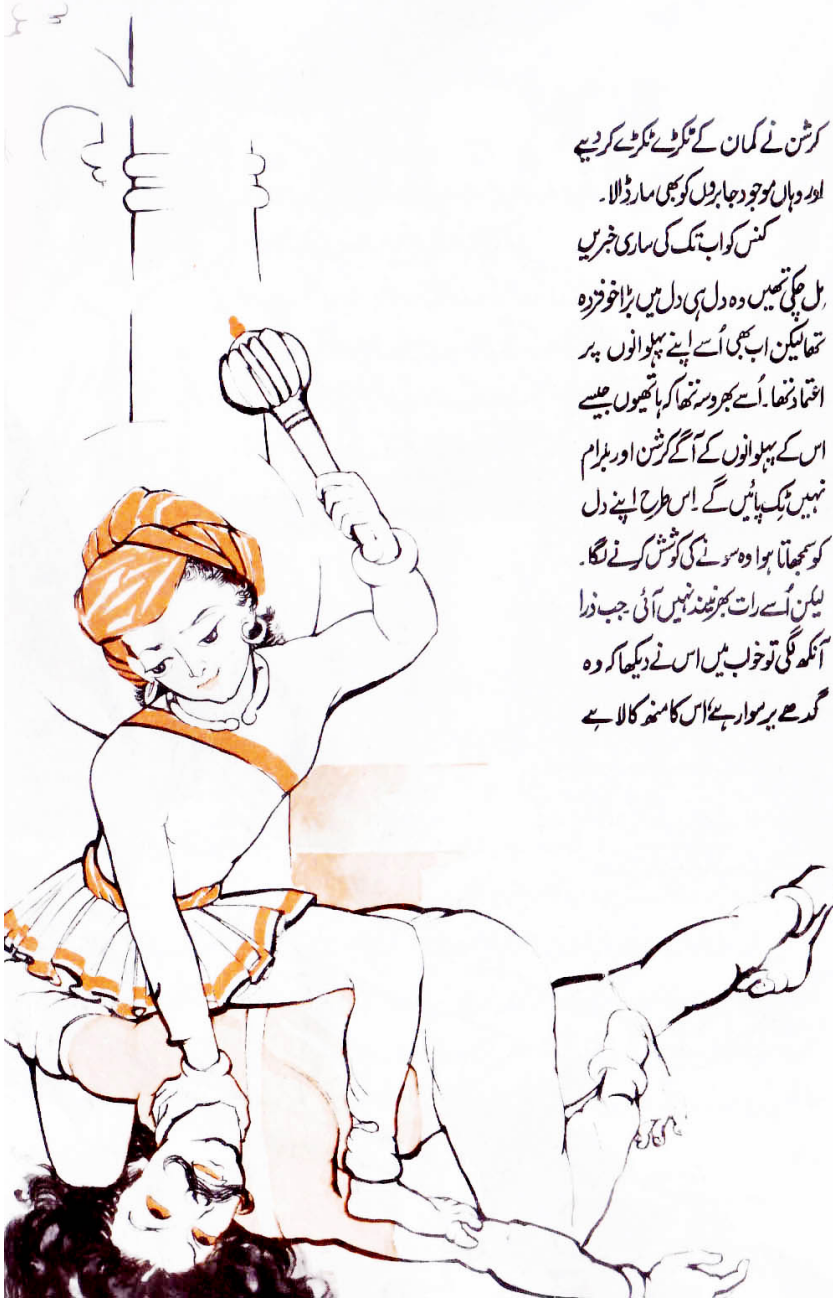 کرشن نے کمان کے ٹکڑے ٹکڑے کر دیے
اور وہاں موجود جابروں کو بھی مار ڈالا۔
کنس کو اب تک کی ساری خبریں
مل چکی تھیں وہ دل ہی دل میں بڑا خوفزدہ
تھا لیکن اب بھی اُسے اپنے پہلوانوں پر
اعتماد تھا۔ اُسے بھروسہ تھا کہ ہاتھیوں جیسے
اس کے پہلوانوں کے آگے کرشن اور بلرام
نہیں ٹِک پائیں گے۔ اِس طرح اپنے دل
کو سمجھاتا ہوا وہ سونے کی کوشش کرنے لگا۔
لیکن اُسے رات بھر نیند نہیں آئی جب ذرا
آنکھ لگی تو خوب میں اس نے دیکھا کہ وہ
گدھے پر سوار ہے، اس کا منھ کالا ہے